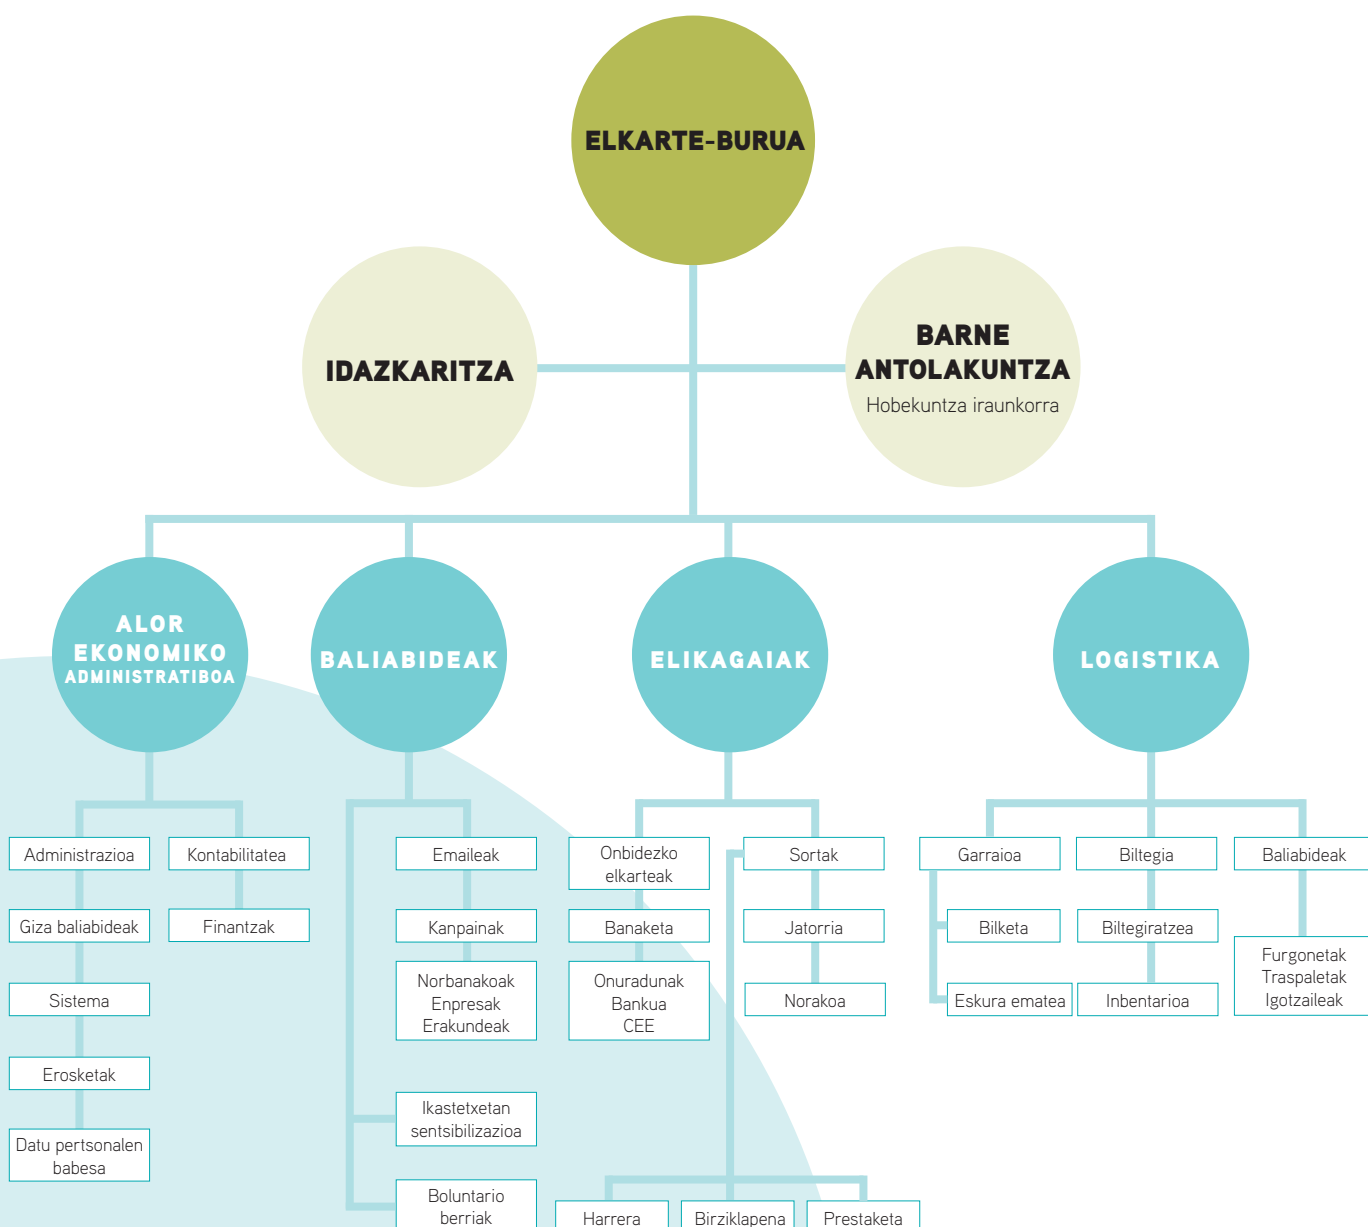 ELKARTE-BURUA
IDAZKARITZA
BARNE
ANTOLAKUNTZA
Hobekuntza iraunkorra
ALOR
EKONOMIKO
ADMINISTRATIBOA
BALIABIDEAK
ELIKAGAIAK
LOGISTIKA
Administrazioa
Giza baliabideak
Sistema
Erosketak
Datu pertsonalen
babesa
Kontabilitatea
Finantzak
Emaileak
Kanpainak
Norbanakoak
Enpresak
Erakundeak
Ikastetxetan
sentsibilizazioa
Boluntario
berriak
Onbidezko
elkarteak
Banaketa
Onuradunak
Bankua
CEE
Sortak
Jatorria
Norakoa
Harrera
Birziklapena
Prestaketa
Garraioa
Bilketa
Eskura ematea
Biltegia
Biltegiratzea
Inbentarioa
Baliabideak
Furgonetak
Traspaletak
Igotzaileak